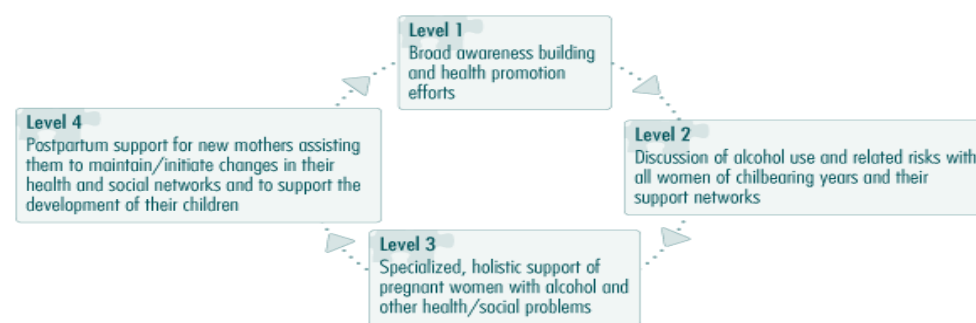 Level 1
Broad awareness building
and health promotion
efforts
Level 2
Discussion of alcohol use and related risks with
all women of chilbearing years and their
support networks
Level 3
Specialized, holistic support of
pregnant women with alcohol and
other health/social problems
Level 4
Postpartum support for new mothers assisting
them to maintain/initiate changes in their
health and social networks and to support the
development of their children